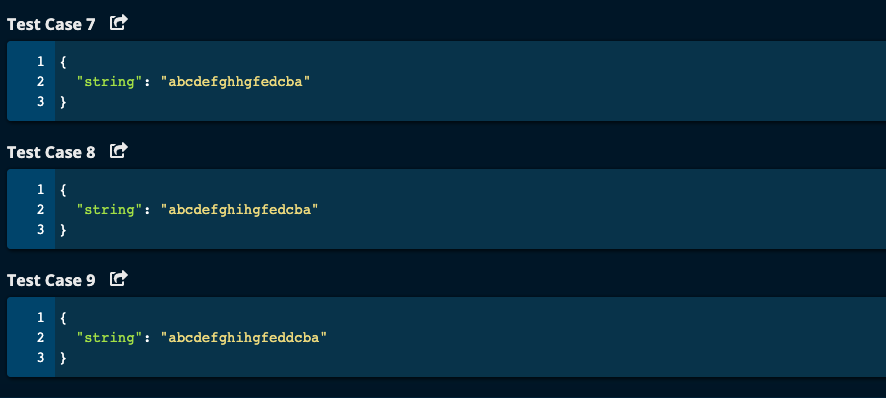 Test Case 7
1 {
2 "string": "abcdefghhgfedcba"
3 }
Test Case 8
1 {
2 "string": "abcdefghihgfedcba"
3 }
Test Case 9
1 {
2 "string": "abcdefghihgfeddcba"
3 }